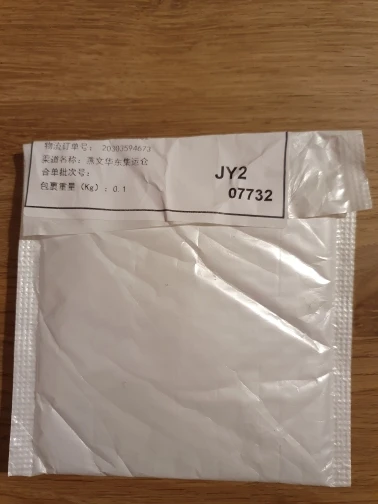 物流订单号: 20303594673
渠道名称: 燕文华东集运仓
合单批次号:
包裹重量 (Kg) : 0.1
JY2
07732